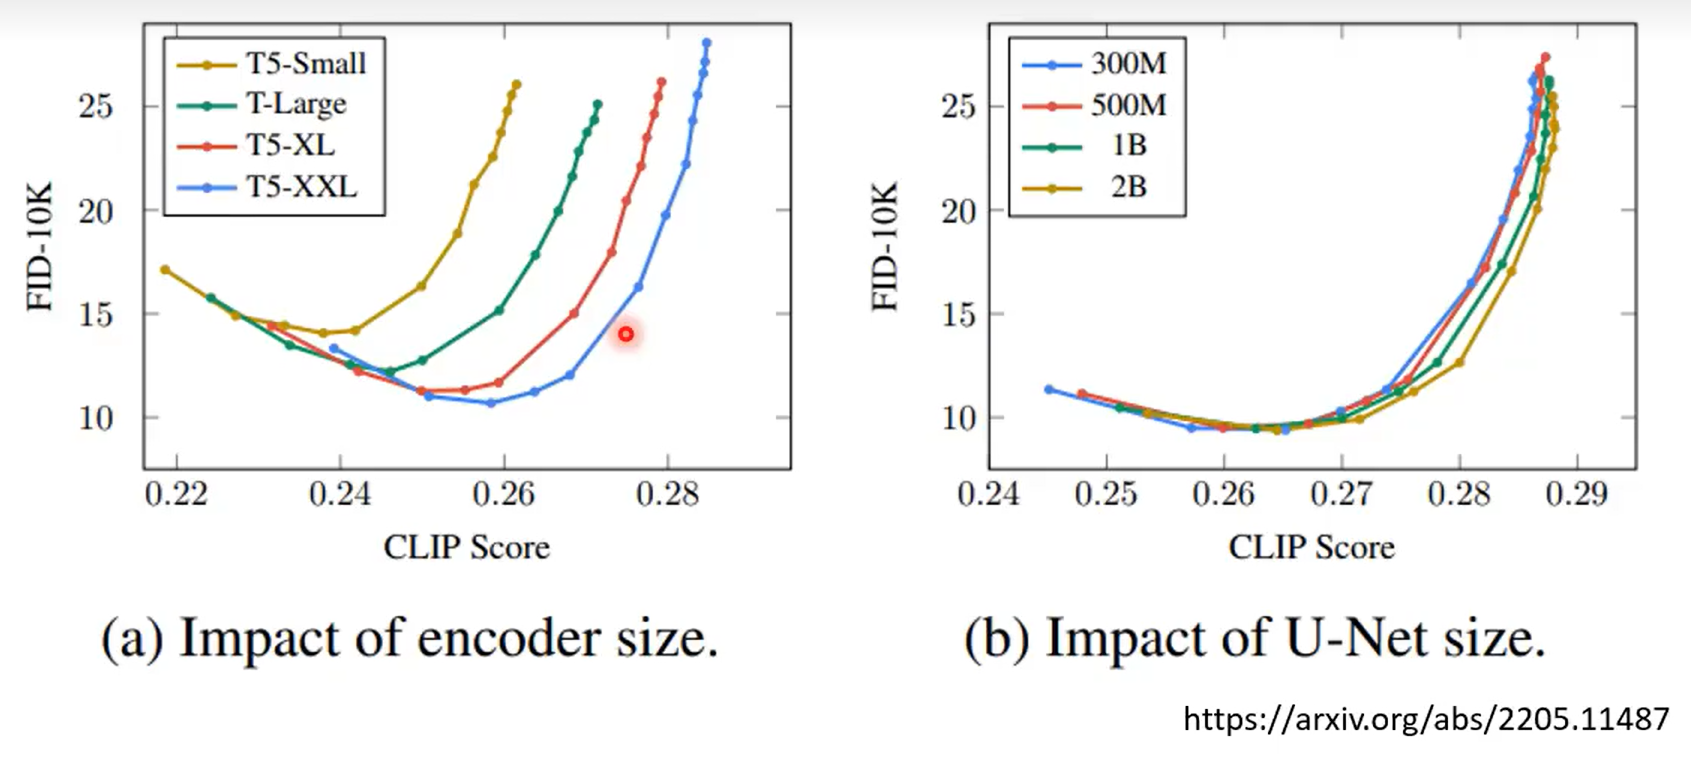 T5-Small
T-Large
T5-XL
T5-XXL
25
20
15
10
FID-10K
0.22 0.24 0.26 0.28
CLIP Score
(a) Impact of encoder size.
300M
500M
1B
2B
25
20
15
10
FID-10K
0.24 0.25 0.26 0.27 0.28 0.29
CLIP Score
(b) Impact of U-Net size.
https://arxiv.org/abs/2205.11487